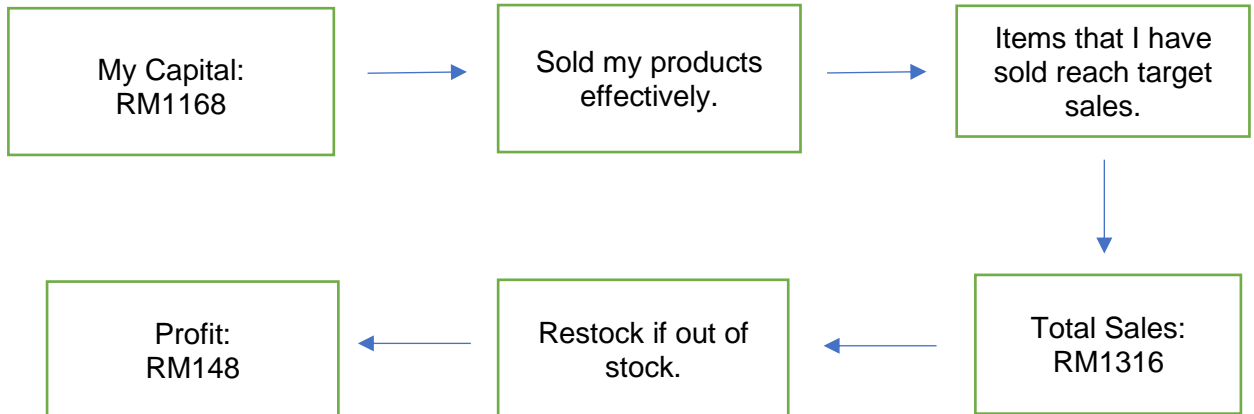 My Capital:
RM1168
Sold my products
effectively.
Items that I have
sold reach target
sales.
Total Sales:
RM1316
Restock if out of
stock.
Profit:
RM148